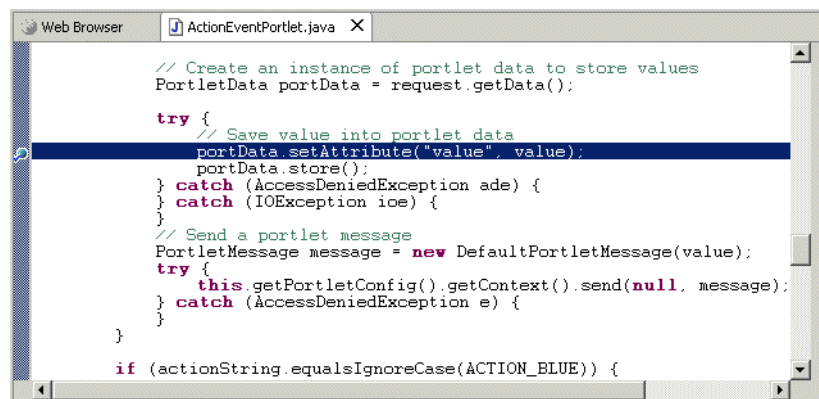 Web Browser
ActionEventPortlet.java
// Create an instance of portlet data to store values
PortletData portData = request.getData();
try {
// Save value into portlet data
portData.setAttribute("value", value);
portData.store();
} catch (AccessDeniedException ade) {
} catch (IOException ioe) {
}
// Send a portlet message
PortletMessage message = new DefaultPortletMessage(value);
try {
this.getPortletConfig().getContext().send(null, message);
} catch (AccessDeniedException e) {
}
}
if (actionString.equalsIgnoreCase(ACTION_BLUE)) {